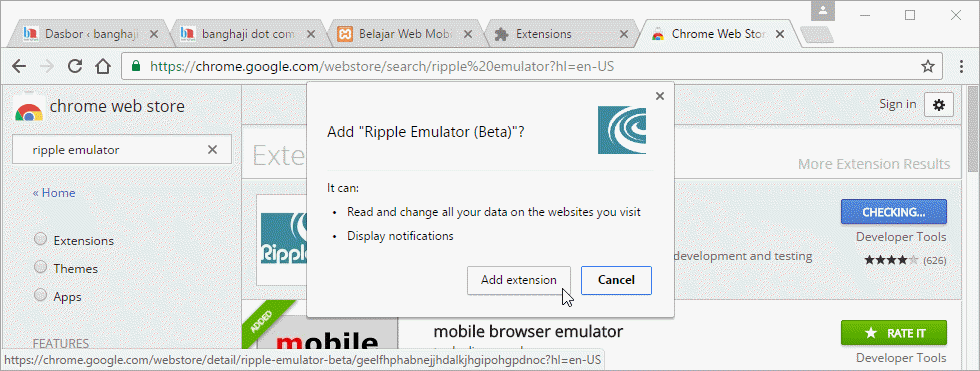 Dasbor ‹ banghaji
banghaji dot com
Belajar Web Mobi
Extensions
Chrome Web Stor
https://chrome.google.com/webstore/search/ripple%20emulator?hl=en-US
chrome web store
Sign in
ripple emulator
Add "Ripple Emulator (Beta)"?
Exte
More Extension Results
« Home
It can:
• Read and change all your data on the websites you visit
• Display notifications
CHECKING...
Developer Tools
(626)
Extensions
Themes
Apps
Ripple
development and testing
Add extension
Cancel
FEATURES
ADDED
mobile
mobile browser emulator
RATE IT
Developer Tools
https://chrome.google.com/webstore/detail/ripple-emulator-beta/geelfhphabnejjhdalkjhgipohgpdnoc?hl=en-US